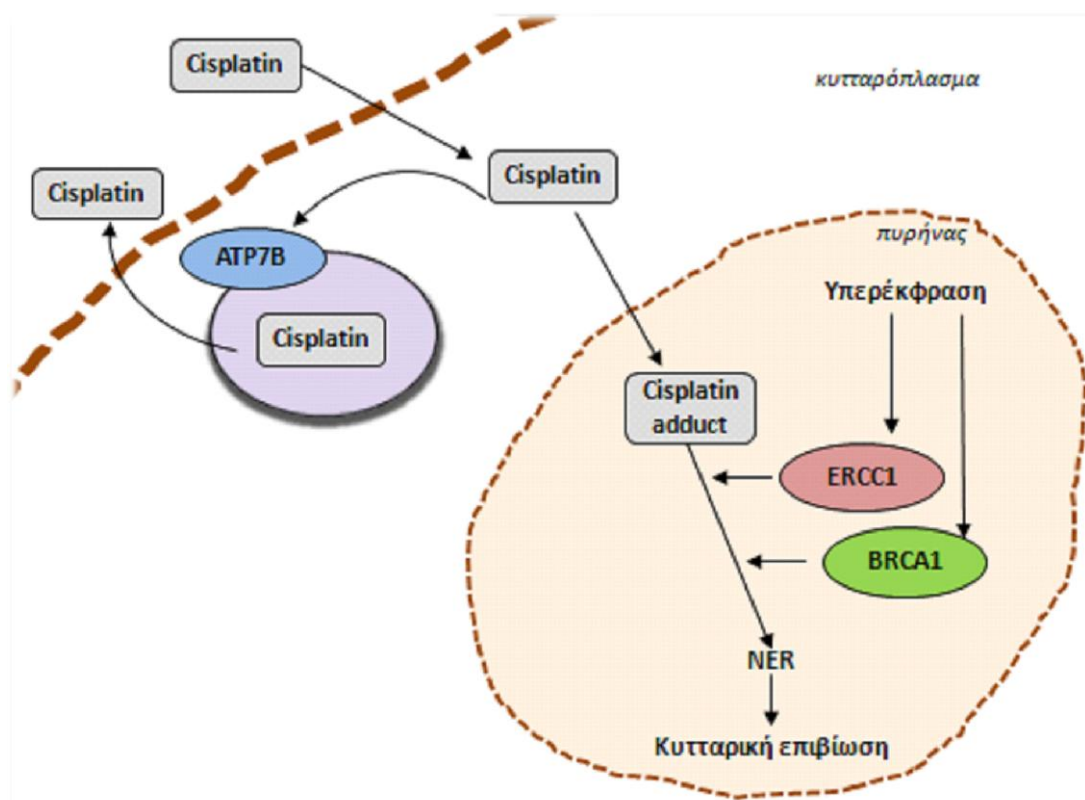 Cisplatin
κυτταρόπλασμα
Cisplatin
Cisplatin
ATP7B
Cisplatin
πυρήνας
Υπερέκφραση
Cisplatin
adduct
ERCC1
BRCA1
NER
Κυτταρική επιβίωση